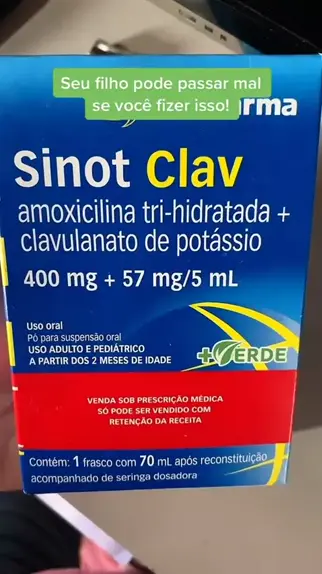 Seu filho pode passar mal
se você fizer isso!
Sinot Clav
amoxicilina tri-hidratada +
clavulanato de potássio
400 mg + 57 mg/5 mL
Uso oral
Pó para suspensão oral
USO ADULTO E PEDIÁTRICO
A PARTIR DOS 2 MESES DE IDADE
+VERDE
VENDA SOB PRESCRIÇÃO MÉDICA
SÓ PODE SER VENDIDO COM
RETENÇÃO DA RECEITA
Contém: 1 frasco com 70 mL após reconstituição
acompanhado de seringa dosadora